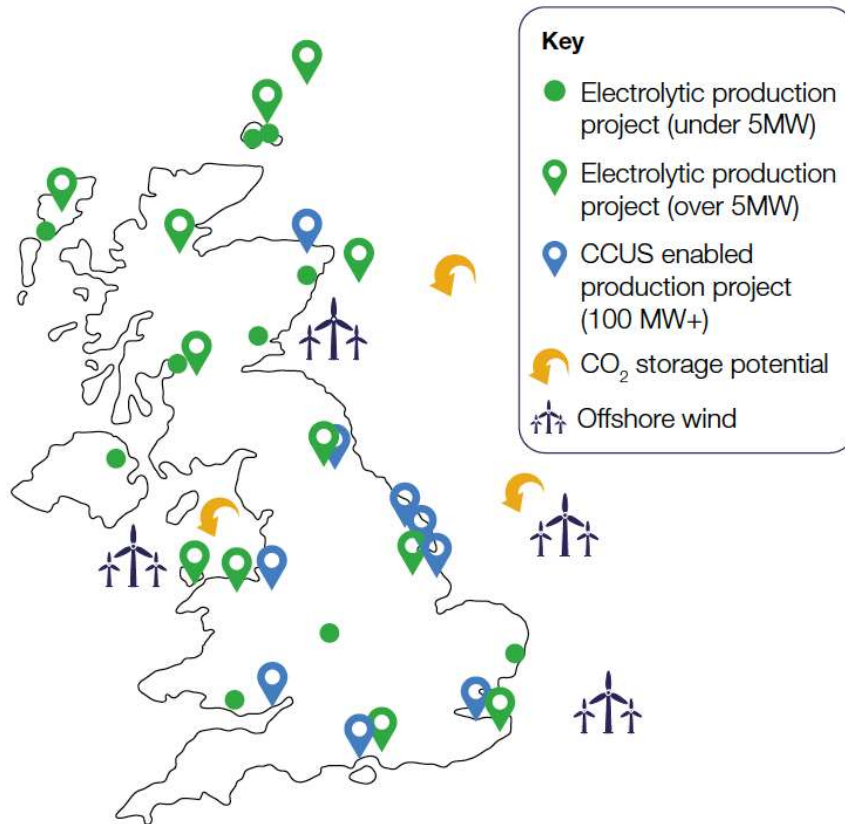 Key
Electrolytic production
project (under 5MW)
Electrolytic production
project (over 5MW)
CCUS enabled
production project
(100 MW+)
CO₂ storage potential
Offshore wind